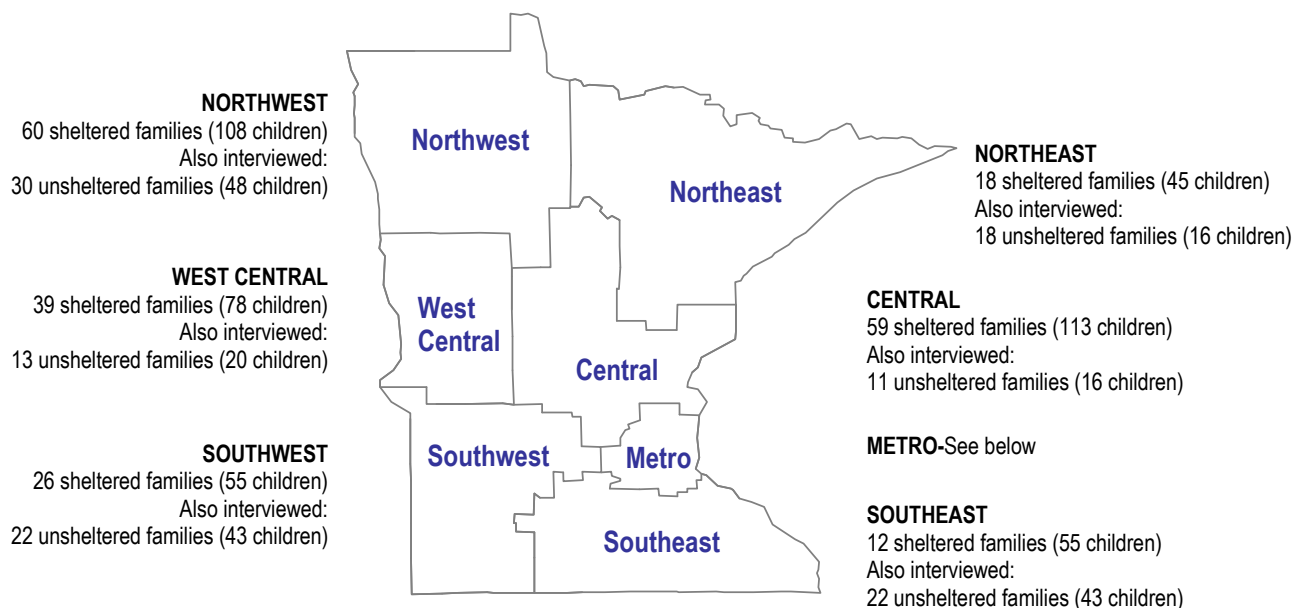 NORTHWEST
60 sheltered families (108 children)
Also interviewed:
30 unsheltered families (48 children)
WEST CENTRAL
39 sheltered families (78 children)
Also interviewed:
13 unsheltered families (20 children)
SOUTHWEST
26 sheltered families (55 children)
Also interviewed:
22 unsheltered families (43 children)
Northwest
Northeast
West
Central
Central
Southwest
Metro
Southeast
NORTHEAST
18 sheltered families (45 children)
Also interviewed:
18 unsheltered families (16 children)
CENTRAL
59 sheltered families (113 children)
Also interviewed:
11 unsheltered families (16 children)
METRO-See below
SOUTHEAST
12 sheltered families (55 children)
Also interviewed:
22 unsheltered families (43 children)